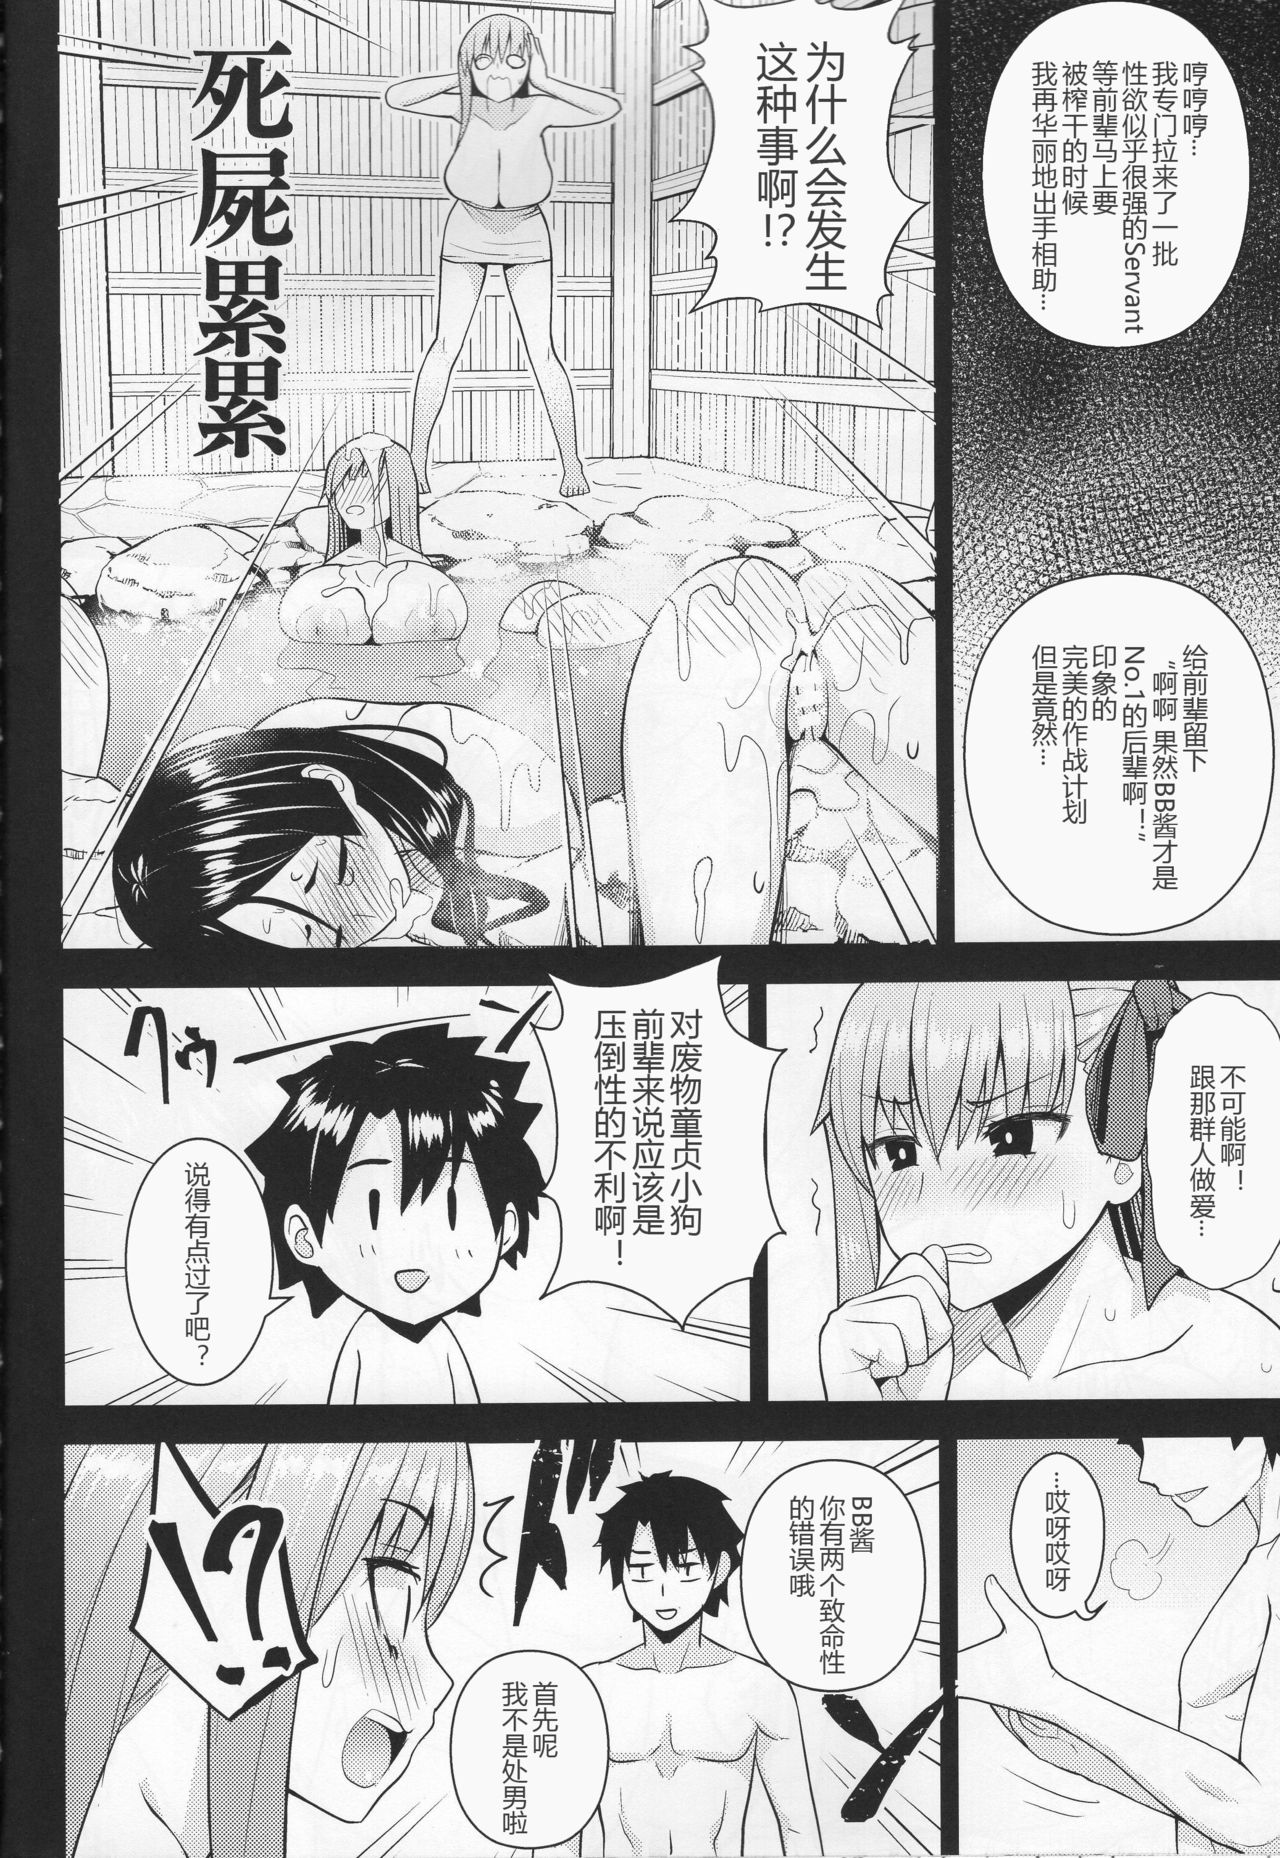 哼哼哼…
我专门拉来了一批
性欲似乎很强的Servant
等前辈马上要
被榨干的时候
我再华丽地出手相助…
给前辈留下
“啊啊 果然BB酱才是
No.1的后辈啊！”
印象的
完美的作战计划
但是竟然…
为什么会发生
这种事啊!?
死屍累累
不可能啊！
跟那群人做爱…
对废物童贞小狗
前辈来说应该是
压倒性的不利啊！
说得有点过了吧？
…哎呀哎呀
BB酱
你有两个致命性
的错误哦
首先呢
我不是处男啦
!?